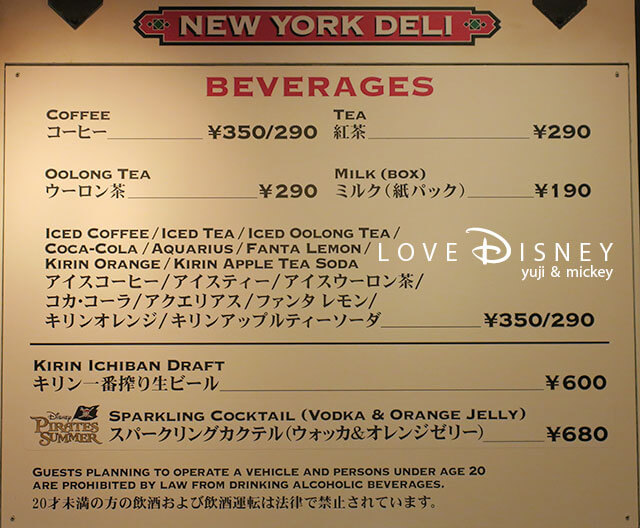 NEW YORK DELI
BEVERAGES
COFFEE
コーヒー ¥350/290
TEA
紅茶 ¥290
OOLONG TEA
ウーロン茶 ¥290
MILK (BOX)
ミルク(紙パック) ¥190
ICED COFFEE/ICED TEA/ICED OOLONG TEA/
COCA-COLA/AQUARIUS/FANTA LEMON/
KIRIN ORANGE/KIRIN APPLE TEA SODA
アイスコーヒー/アイスティー/アイスウーロン茶/
コカ・コーラ/アクエリアス/ファンタ レモン/
キリンオレンジ/キリンアップルティーソーダ ¥350/290
LOVE DISNEY
yuji & mickey
KIRIN ICHIBAN DRAFT
キリン一番搾り生ビール ¥600
Disney
PIRATES
SUMMER
SPARKLING COCKTAIL (VODKA & ORANGE JELLY)
スパークリングカクテル(ウォッカ&オレンジゼリー) ¥680
GUESTS PLANNING TO OPERATE A VEHICLE AND PERSONS UNDER AGE 20
ARE PROHIBITED BY LAW FROM DRINKING ALCOHOLIC BEVERAGES.
20才未満の方の飲酒および飲酒運転は法律で禁止されています。